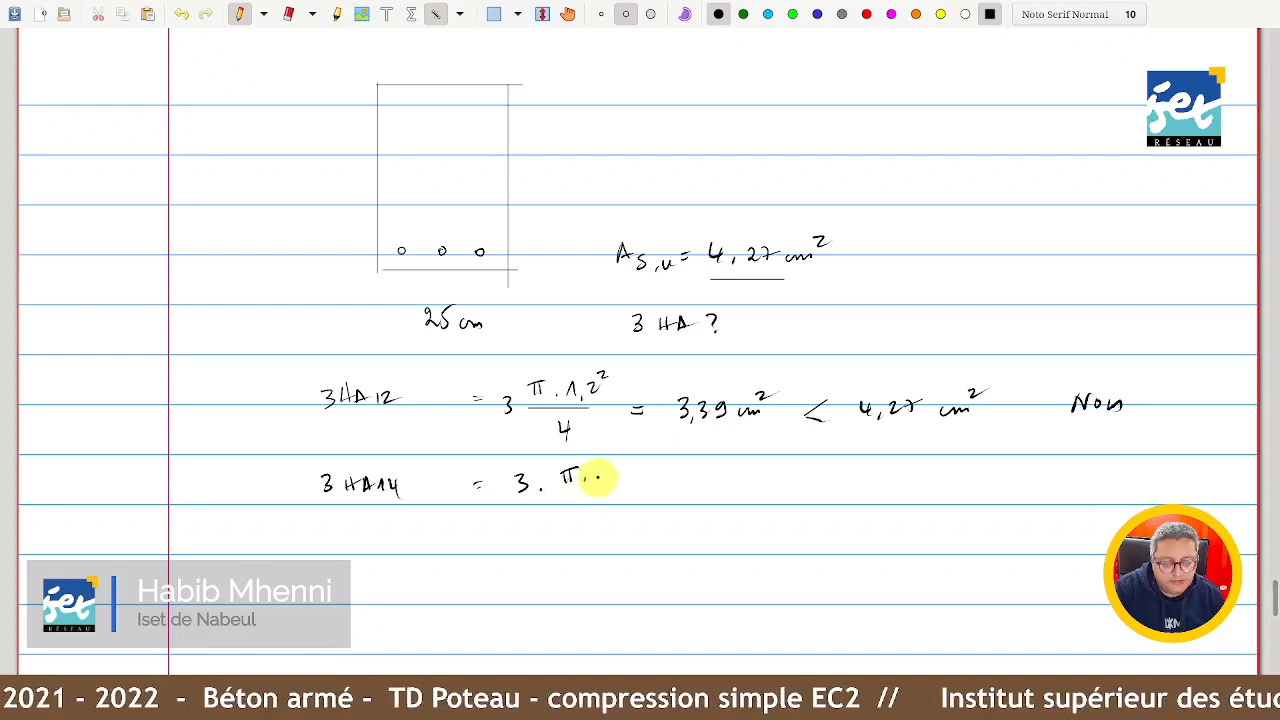 Noto Serif Normal 10
iset
RÉSEAU
A S,u = 4,27 cm²
25 cm
3 HA ?
3 HA 12 = 3 π . 1,2² / 4 = 3,39 cm² < 4,27 cm² Non
3 HA 14 = 3 . π .
Habib Mhenni
Iset de Nabeul
iset
RÉSEAU
2021 - 2022 - Béton armé - TD Poteau - compression simple EC2 // Institut supérieur des étu